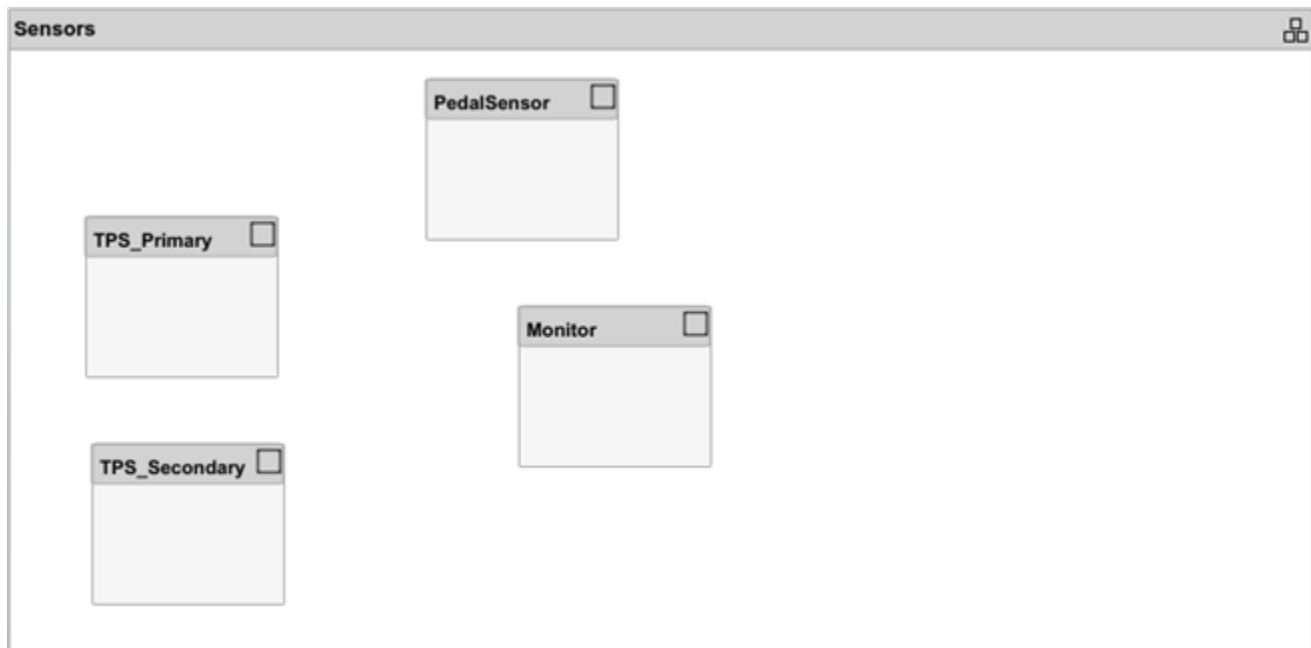 Sensors
PedalSensor
TPS_Primary
Monitor
TPS_Secondary